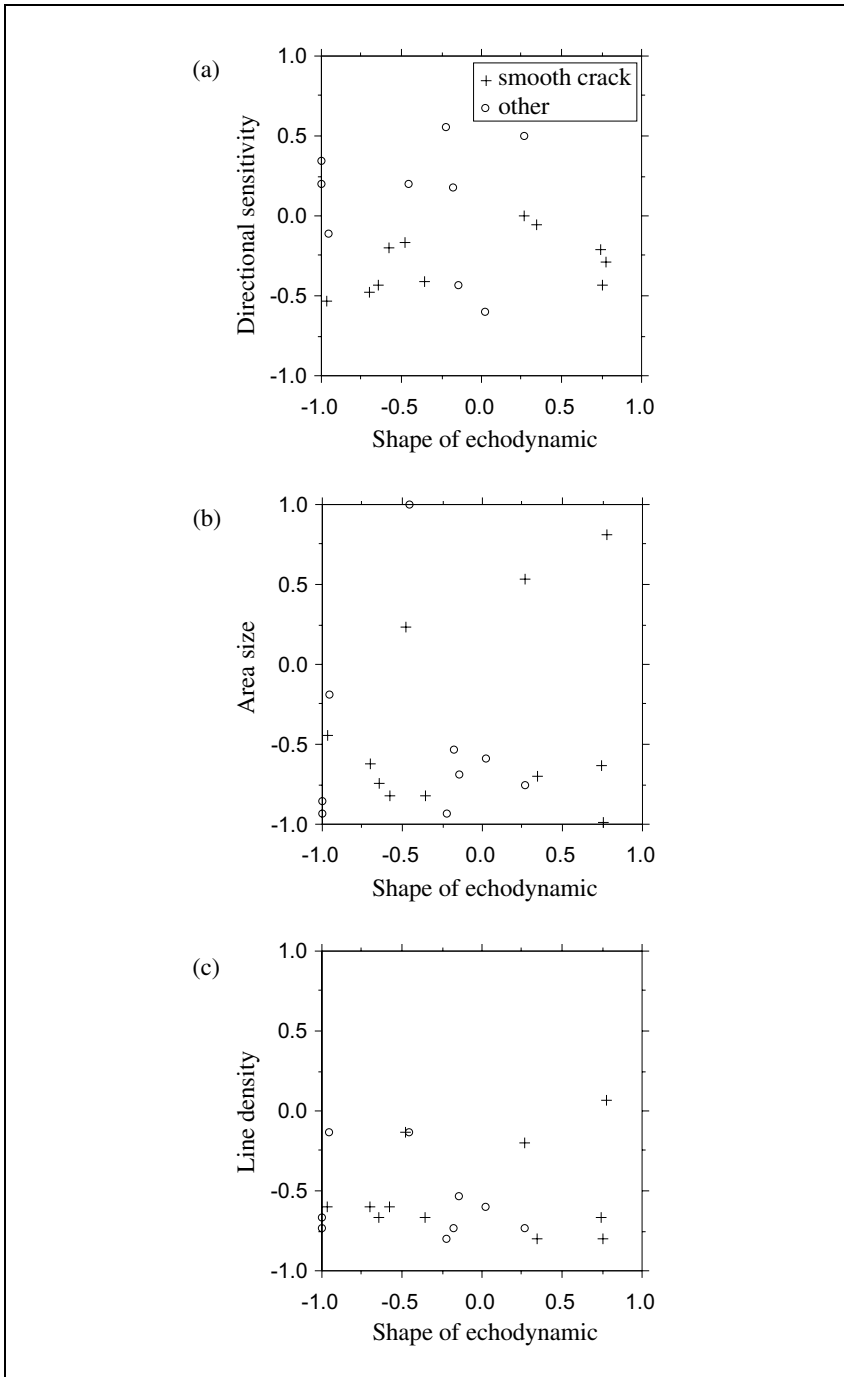 (a)
1.0
0.5
0.0
-0.5
-1.0
Directional sensitivity
smooth crack
other
-1.0 -0.5 0.0 0.5 1.0
Shape of echodynamic
(b)
1.0
0.5
0.0
-0.5
-1.0
Area size
-1.0 -0.5 0.0 0.5 1.0
Shape of echodynamic
(c)
1.0
0.5
0.0
-0.5
-1.0
Line density
-1.0 -0.5 0.0 0.5 1.0
Shape of echodynamic